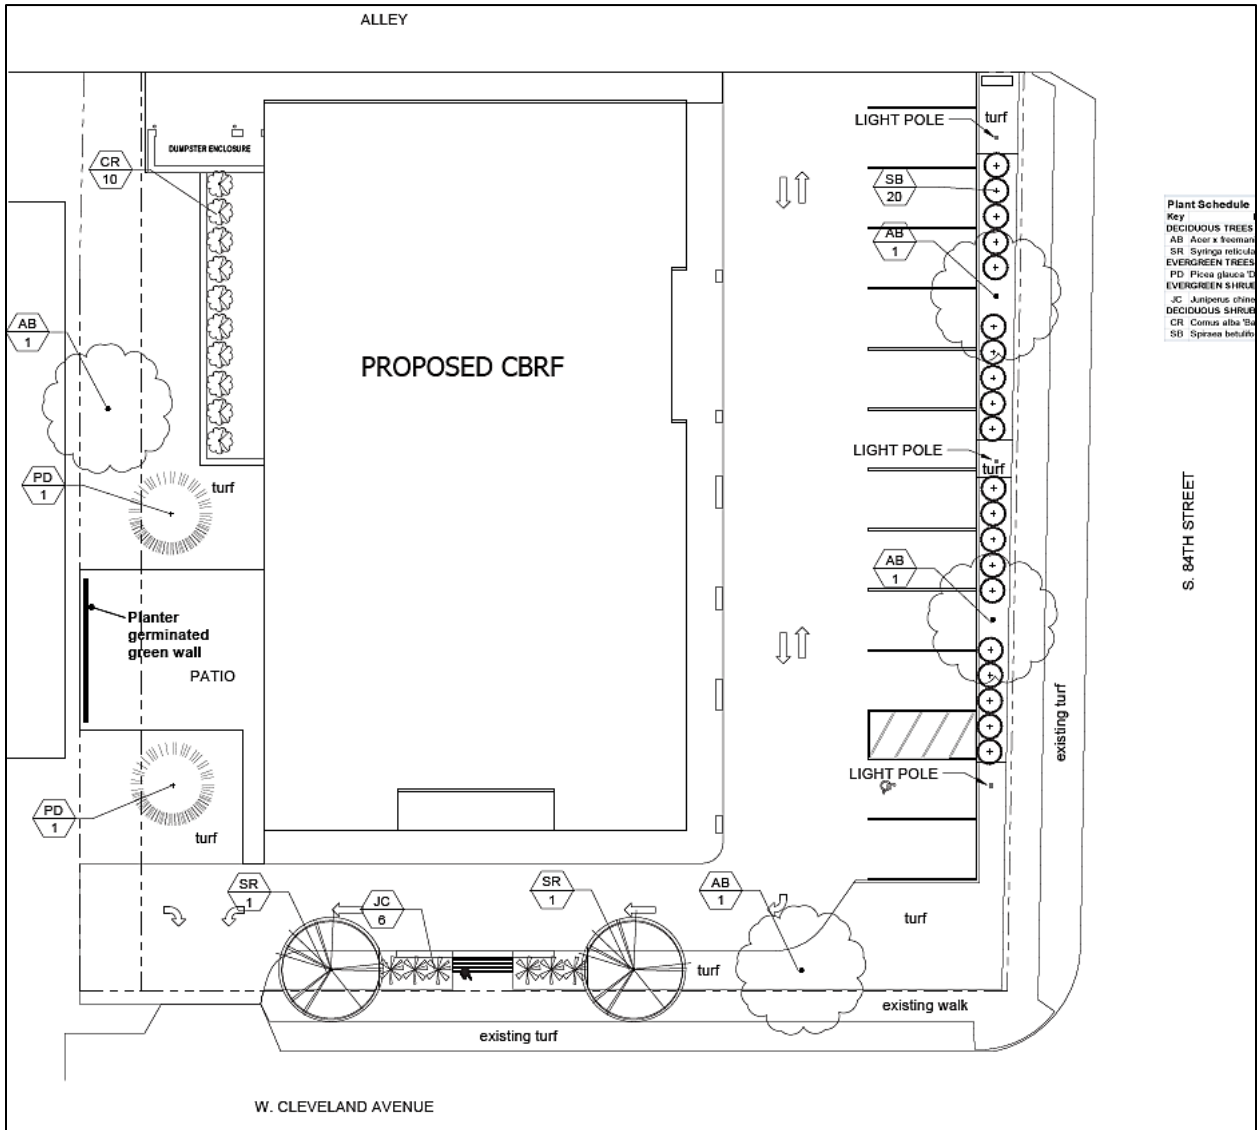 ALLEY
LIGHT POLE
turf
DUMPSTER ENCLOSURE
CR
10
SB
20
Plant Schedule
Key
DECIDUOUS TREES
AB Acer x freeman
SR Syringa reticula
EVERGREEN TREES
PD Picea glauca 'D
EVERGREEN SHRUB
JC Juniperus chine
DECIDUOUS SHRUB
CR Cornus alba 'Ba
SB Spiraea betulifo
AB
1
AB
1
PROPOSED CBRF
LIGHT POLE
turf
PD
1
turf
S. 84TH STREET
AB
1
Planter
germinated
green wall
PATIO
existing turf
LIGHT POLE
PD
1
turf
SR
1
JC
6
SR
1
AB
1
turf
turf
existing walk
existing turf
W. CLEVELAND AVENUE